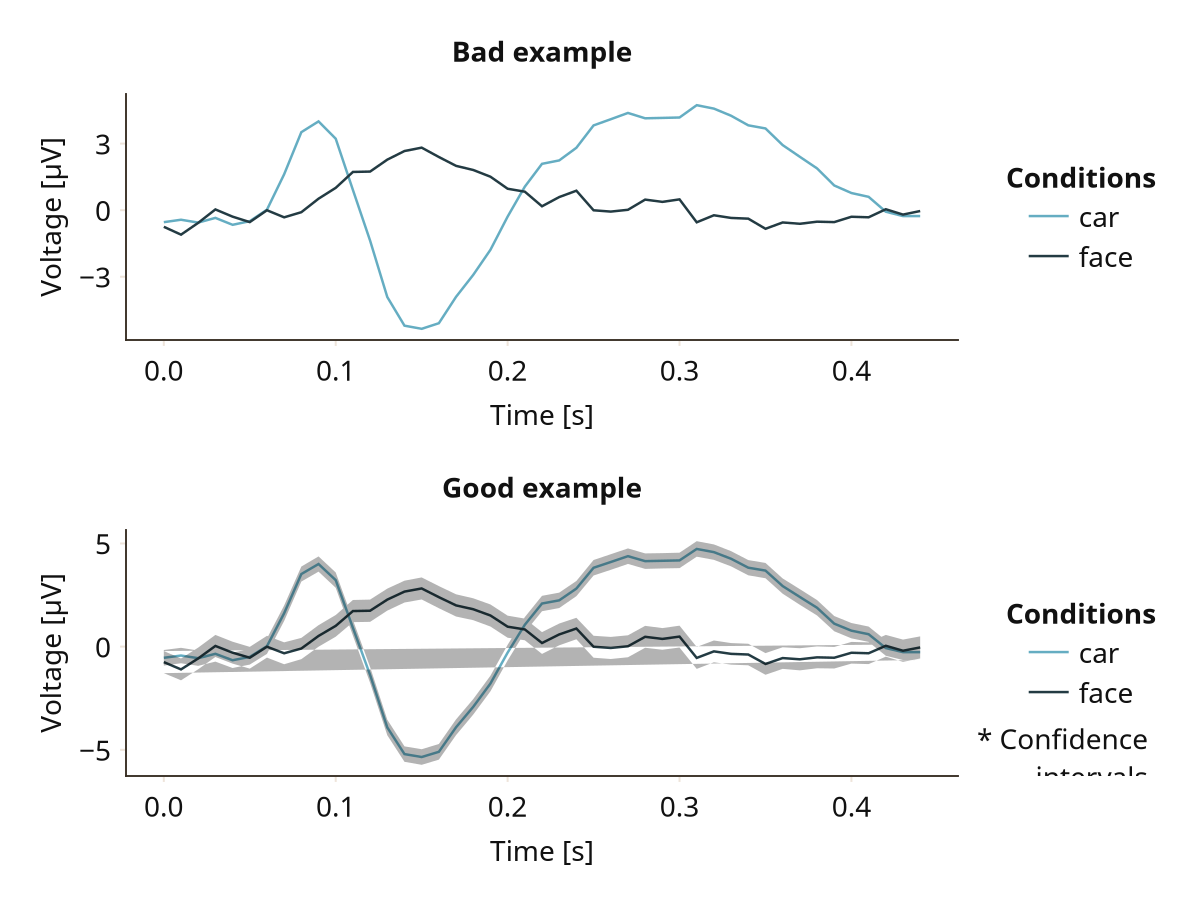 Bad example
Voltage [µV]
3
0
−3
0.0 0.1 0.2 0.3 0.4
Time [s]
Conditions
car
face
Good example
Voltage [µV]
5
0
−5
0.0 0.1 0.2 0.3 0.4
Time [s]
Conditions
car
face
* Confidence
intervals